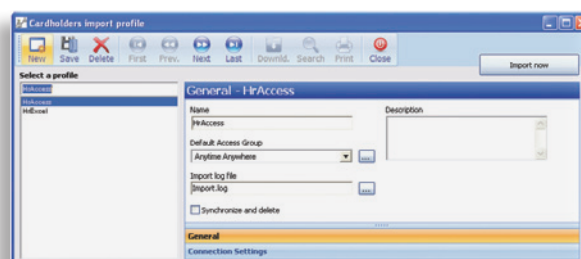 Cardholders import profile
New Save Delete First Prev. Next Last Downld. Search Print Close
Import now
Select a profile
HrAccess
HrAccess
HrExcel
General - HrAccess
Name
HrAccess
Description
Default Access Group
Anytime Anywhere
...
Import log file
Import.log
...
Synchronize and delete
General
Connection Settings